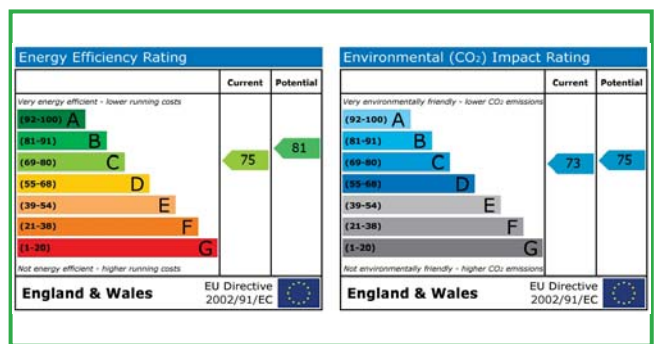 Energy Efficiency Rating
Current Potential
Very energy efficient - lower running costs
(92-100) A
(81-91) B
(69-80) C
(55-68) D
(39-54) E
(21-38) F
(1-20) G
75
81
Not energy efficient - higher running costs
England & Wales
EU Directive
2002/91/EC
Environmental (CO₂) Impact Rating
Current Potential
Very environmentally friendly - lower CO₂ emissions
(92-100) A
(81-91) B
(69-80) C
(55-68) D
(39-54) E
(21-38) F
(1-20) G
73
75
Not environmentally friendly - higher CO₂ emissions
England & Wales
EU Directive
2002/91/EC